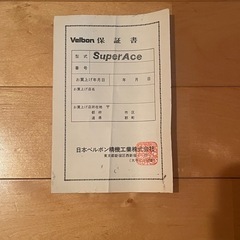 Velbon 保証書
型式 SuperAce
番号
お買上げ年月日 年 月 日
お買上げ店名
お買上げ店所在地 〒
都 府 市 区
道 県 郡 町
日本ベルボン精機工業株式会社